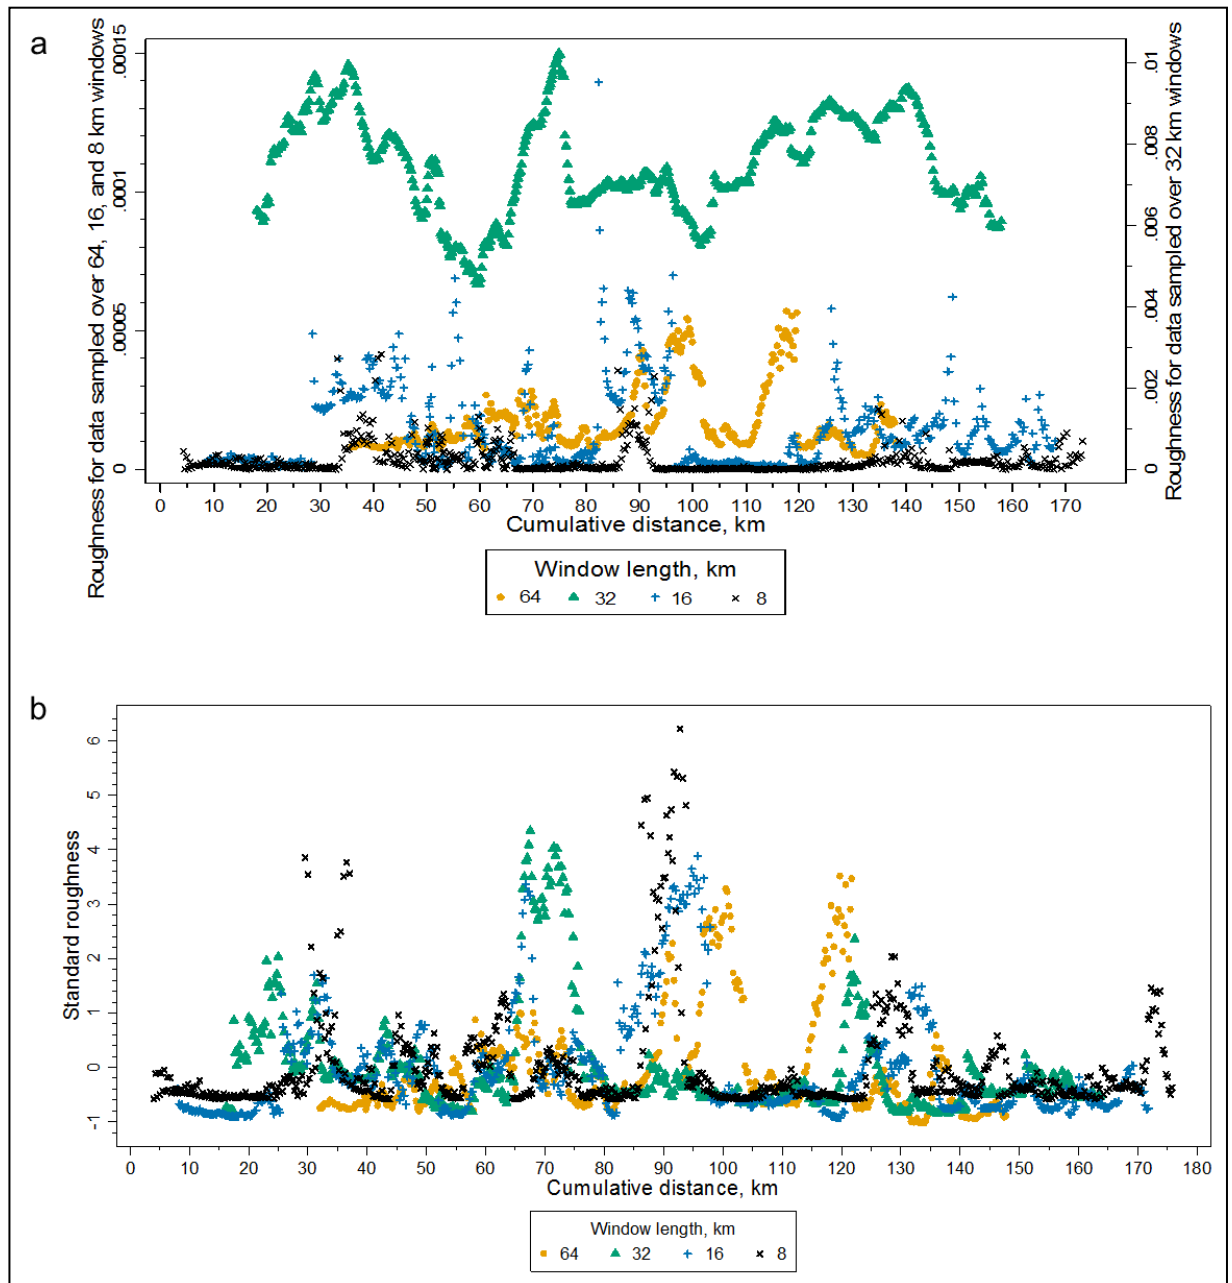 a
Roughness for data sampled over 64, 16, and 8 km windows
0 .00005 .0001 .00015
Roughness for data sampled over 32 km windows
0 .002 .004 .006 .008 .01
0 10 20 30 40 50 60 70 80 90 100 110 120 130 140 150 160 170
Cumulative distance, km
Window length, km
64 32 16 8
b
Standard roughness
-1 0 1 2 3 4 5 6
0 10 20 30 40 50 60 70 80 90 100 110 120 130 140 150 160 170 180
Cumulative distance, km
Window length, km
64 32 16 8